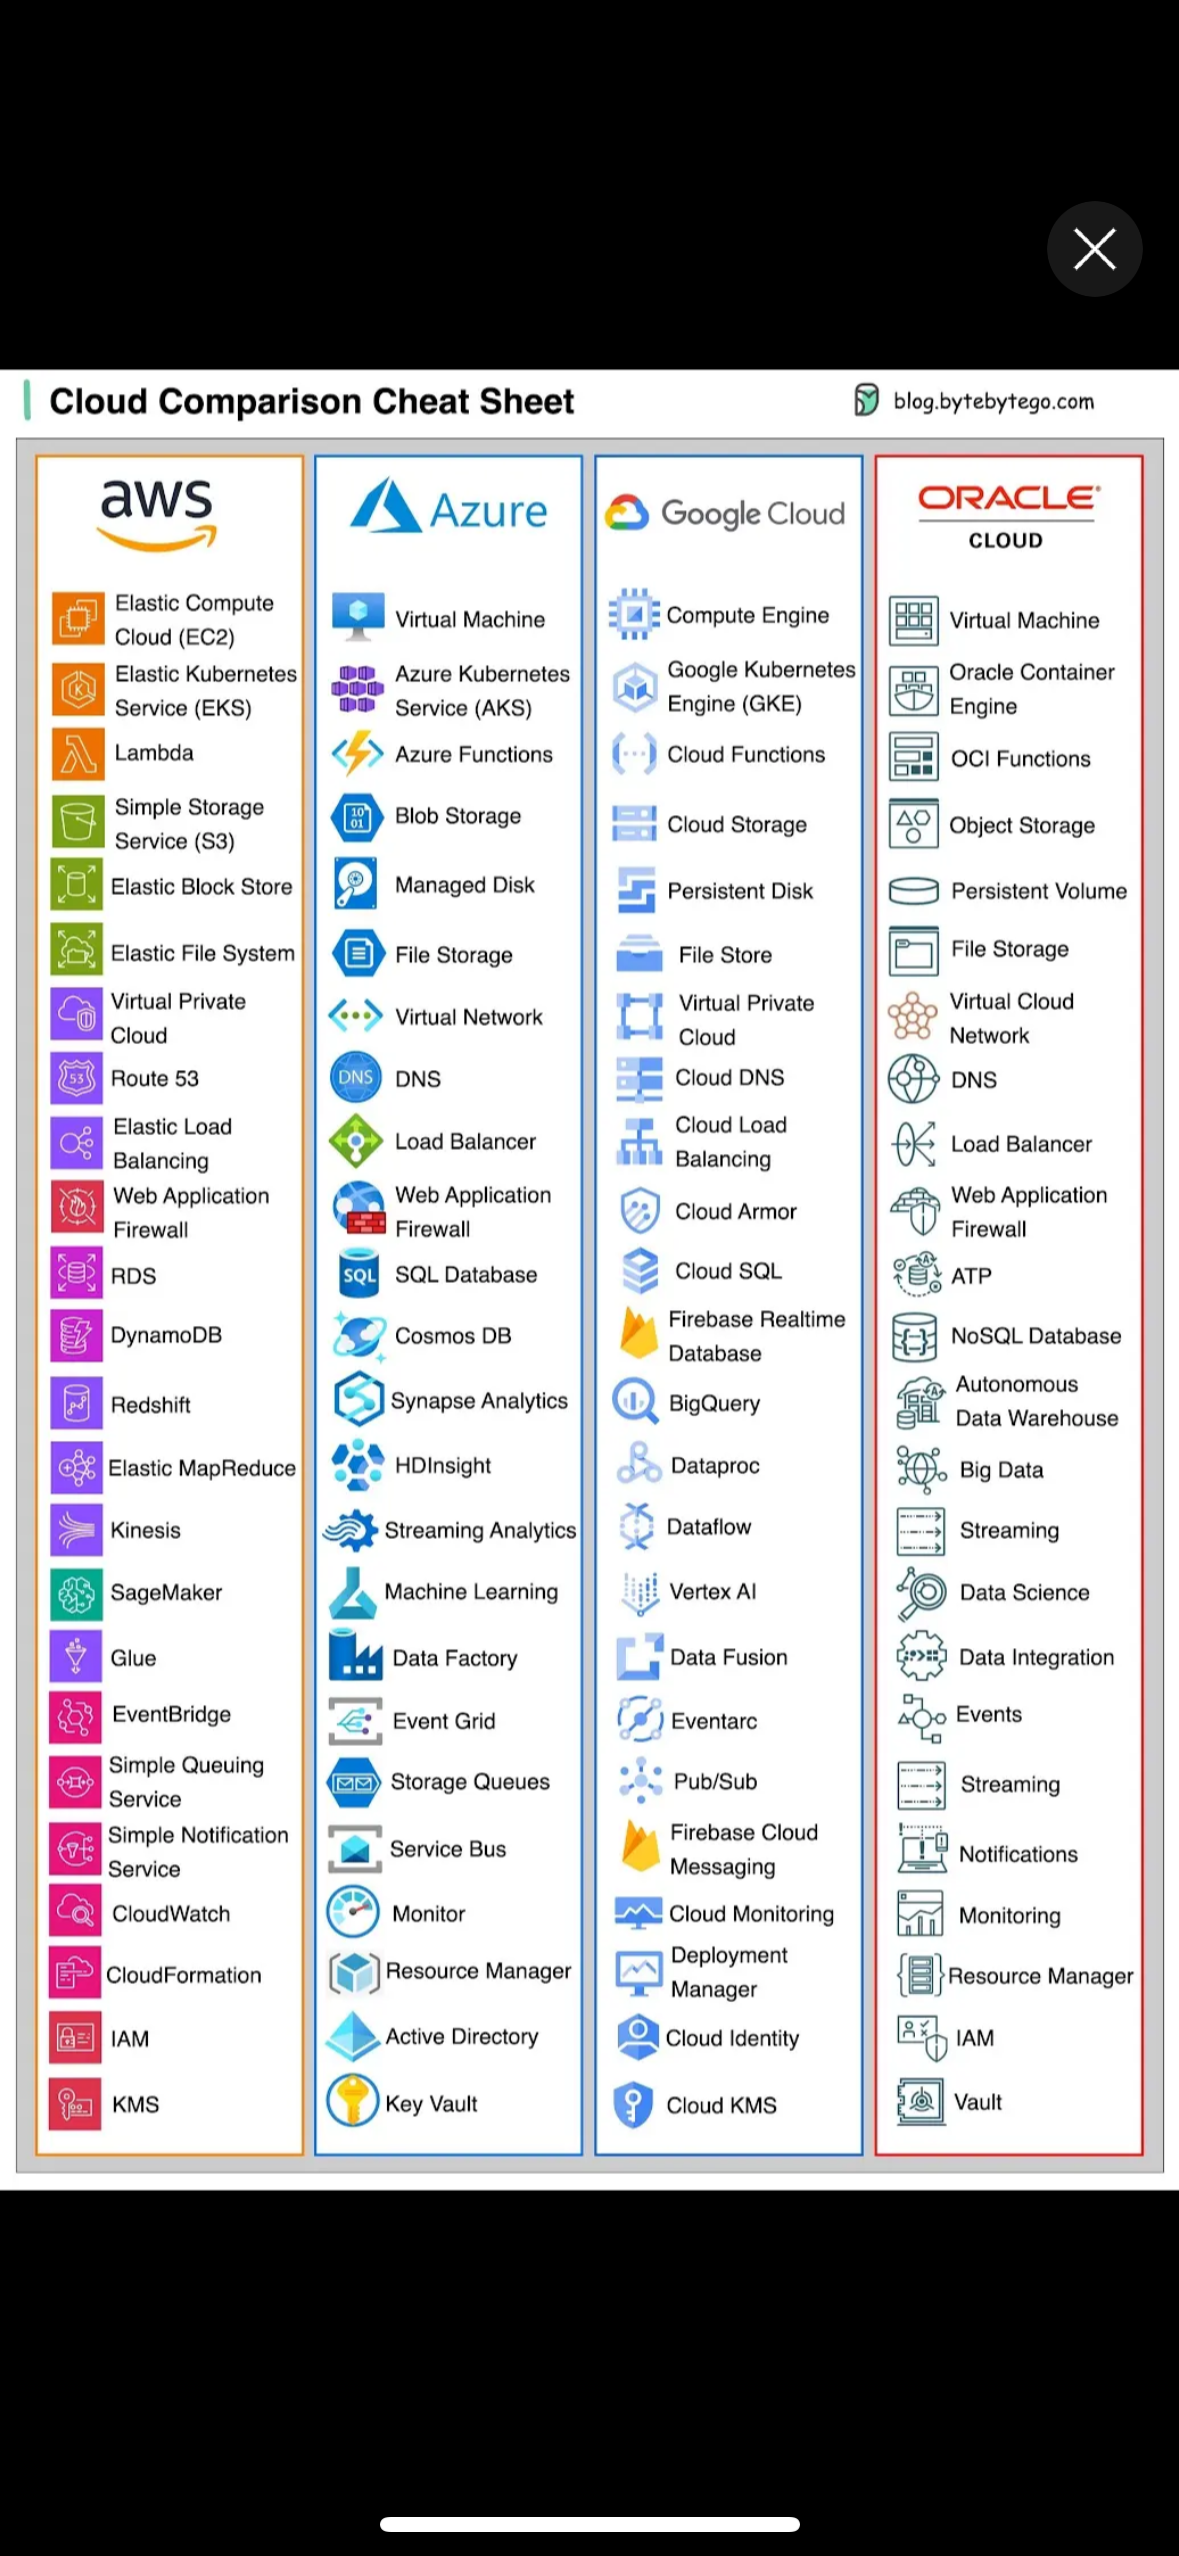 Cloud Comparison Cheat Sheet
blog.bytebytego.com
aws
Elastic Compute
Cloud (EC2)
Elastic Kubernetes
Service (EKS)
Lambda
Simple Storage
Service (S3)
Elastic Block Store
Elastic File System
Virtual Private
Cloud
53
Route 53
Elastic Load
Balancing
Web Application
Firewall
RDS
DynamoDB
Redshift
Elastic MapReduce
Kinesis
SageMaker
Glue
EventBridge
Simple Queuing
Service
Simple Notification
Service
CloudWatch
CloudFormation
IAM
KMS
Azure
Virtual Machine
Azure Kubernetes
Service (AKS)
Azure Functions
10
01
Blob Storage
Managed Disk
File Storage
Virtual Network
DNS
DNS
Load Balancer
Web Application
Firewall
SQL
SQL Database
Cosmos DB
Synapse Analytics
HDInsight
Streaming Analytics
Machine Learning
Data Factory
Event Grid
Storage Queues
Service Bus
Monitor
Resource Manager
Active Directory
Key Vault
Google Cloud
Compute Engine
Google Kubernetes
Engine (GKE)
Cloud Functions
Cloud Storage
Persistent Disk
File Store
Virtual Private
Cloud
Cloud DNS
Cloud Load
Balancing
Cloud Armor
Cloud SQL
Firebase Realtime
Database
BigQuery
Dataproc
Dataflow
Vertex AI
Data Fusion
Eventarc
Pub/Sub
Firebase Cloud
Messaging
Cloud Monitoring
Deployment
Manager
Cloud Identity
Cloud KMS
ORACLE®
CLOUD
Virtual Machine
Oracle Container
Engine
OCI Functions
Object Storage
Persistent Volume
File Storage
Virtual Cloud
Network
DNS
Load Balancer
Web Application
Firewall
ATP
NoSQL Database
Autonomous
Data Warehouse
Big Data
Streaming
Data Science
Data Integration
Events
Streaming
Notifications
Monitoring
Resource Manager
IAM
Vault